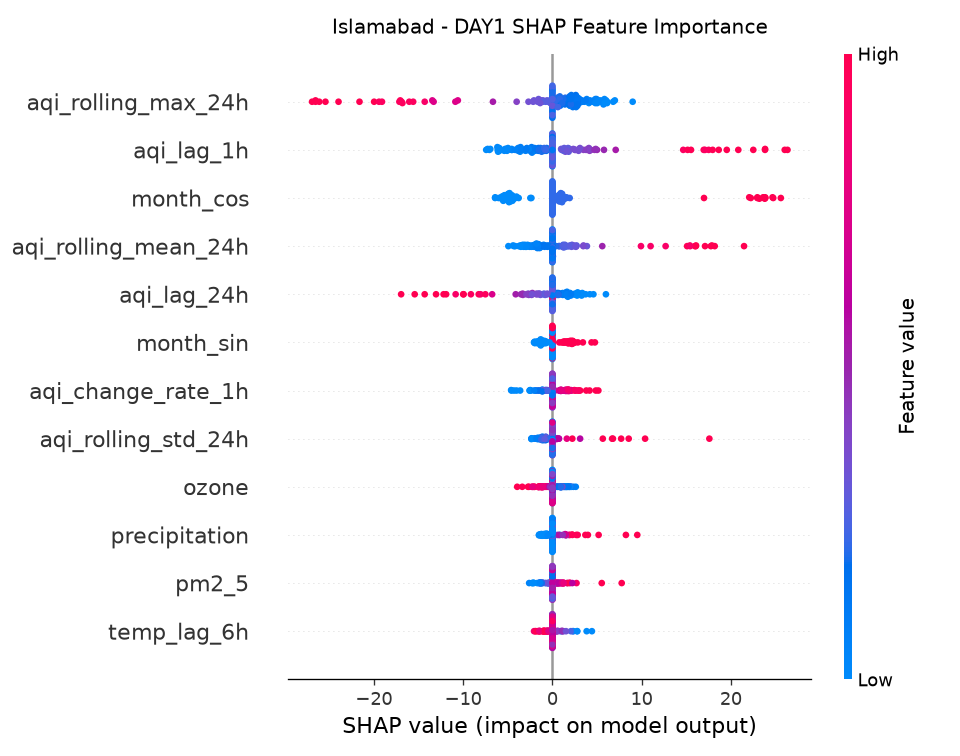 Islamabad - DAY1 SHAP Feature Importance
High
aqi_rolling_max_24h
aqi_lag_1h
month_cos
aqi_rolling_mean_24h
aqi_lag_24h
month_sin
aqi_change_rate_1h
aqi_rolling_std_24h
ozone
precipitation
pm2_5
temp_lag_6h
Feature value
Low
−20 −10 0 10 20
SHAP value (impact on model output)